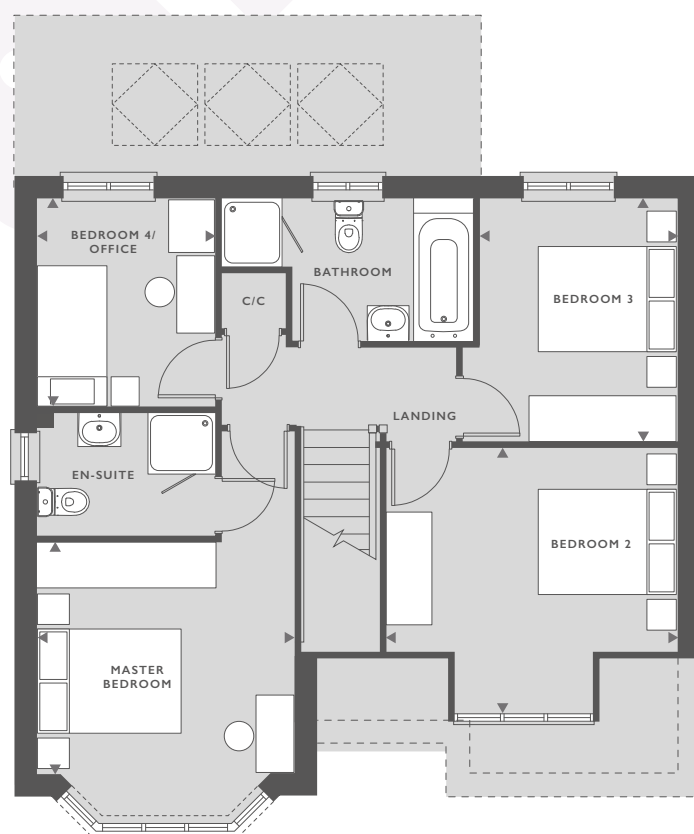 BEDROOM 4/
OFFICE
BATHROOM
C/C
BEDROOM 3
LANDING
EN-SUITE
BEDROOM 2
MASTER
BEDROOM